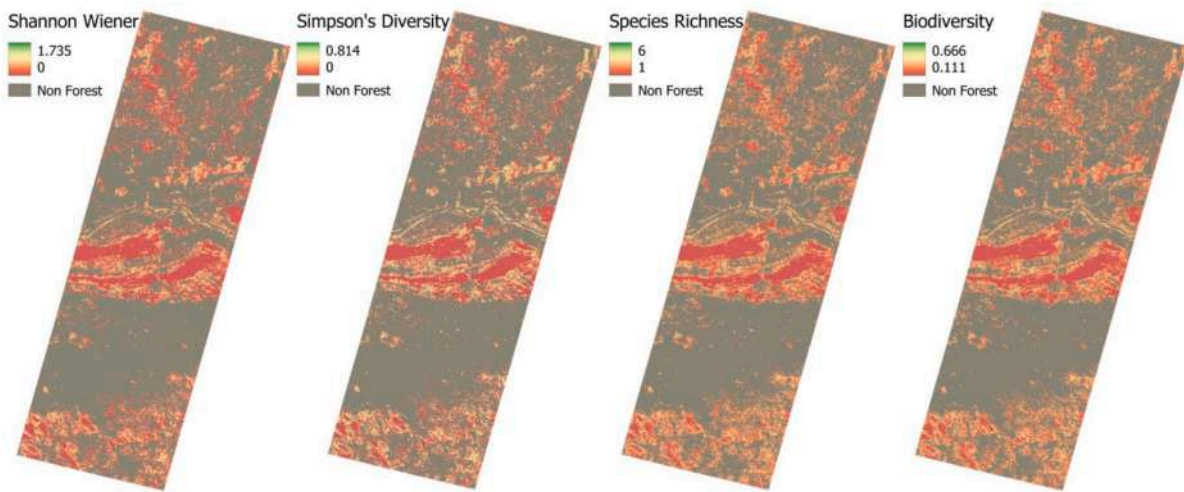 Shannon Wiener
1.735
0
Non Forest
Simpson's Diversity
0.814
0
Non Forest
Species Richness
6
1
Non Forest
Biodiversity
0.666
0.111
Non Forest